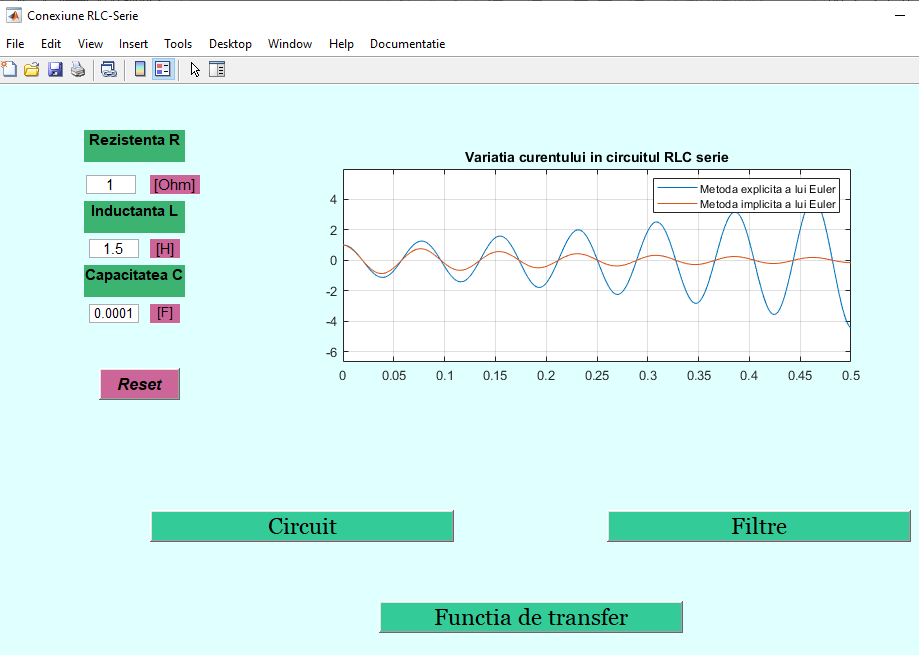 Conexiune RLC-Serie
File Edit View Insert Tools Desktop Window Help Documentatie
Rezistenta R
1 [Ohm]
Inductanta L
1.5 [H]
Capacitatea C
0.0001 [F]
Reset
Variatia curentului in circuitul RLC serie
Metoda explicita a lui Euler
Metoda implicita a lui Euler
4
2
0
-2
-4
-6
0 0.05 0.1 0.15 0.2 0.25 0.3 0.35 0.4 0.45 0.5
Circuit
Filtre
Functia de transfer